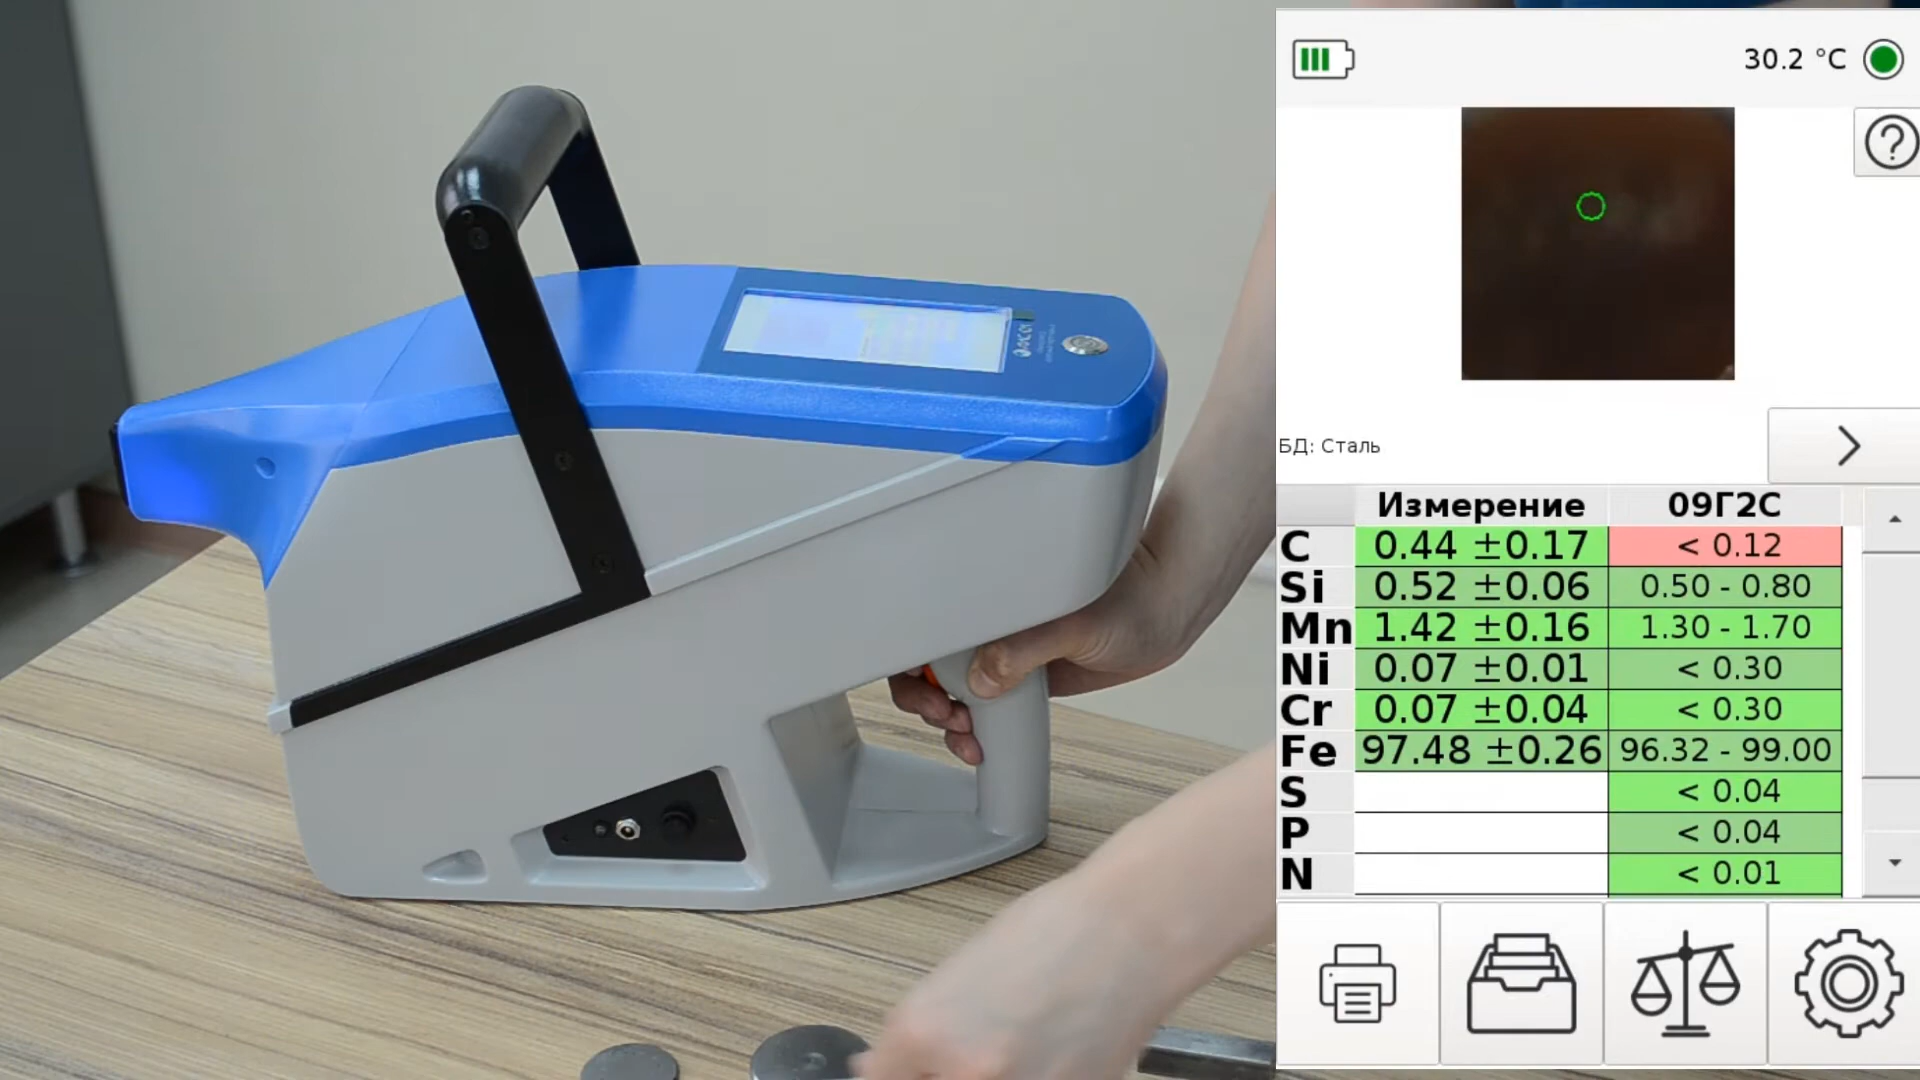 30.2 °C
БД: Сталь
Измерение 09Г2С
C 0.44 ±0.17 < 0.12
Si 0.52 ±0.06 0.50 - 0.80
Mn 1.42 ±0.16 1.30 - 1.70
Ni 0.07 ±0.01 < 0.30
Cr 0.07 ±0.04 < 0.30
Fe 97.48 ±0.26 96.32 - 99.00
S < 0.04
P < 0.04
N < 0.01